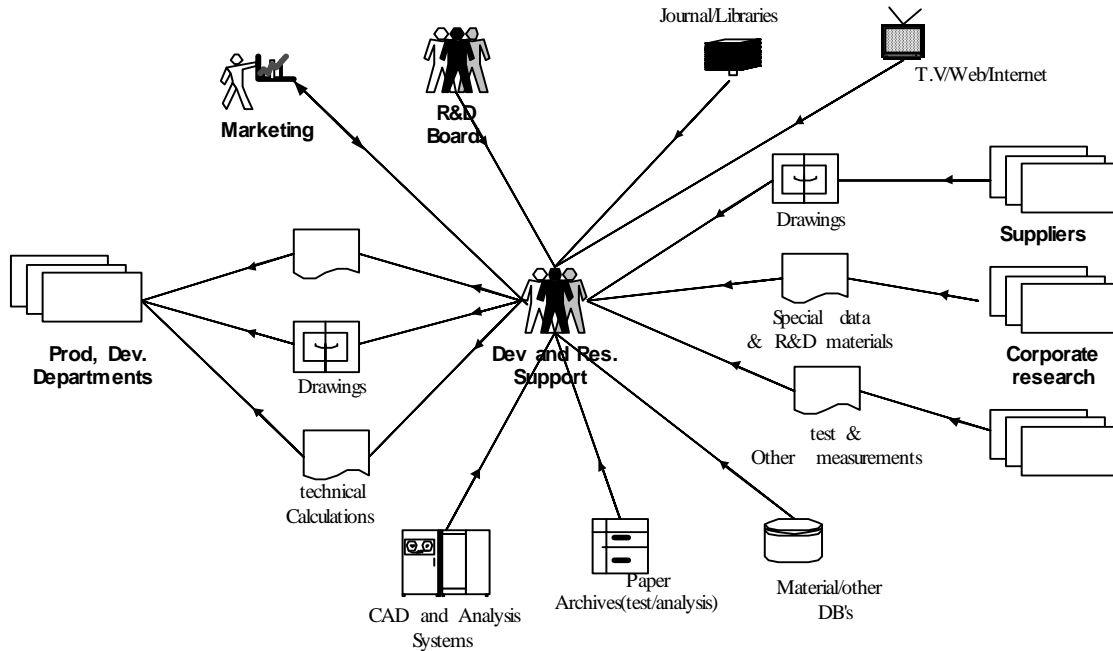 Journal/Libraries
T.V/Web/Internet
Marketing
R&D
Board
Drawings
Suppliers
Prod, Dev.
Departments
Drawings
Dev and Res.
Support
Special data
& R&D materials
Corporate
research
technical
Calculations
test &
Other measurements
CAD and Analysis
Systems
Paper
Archives(test/analysis)
Material/other
DB's